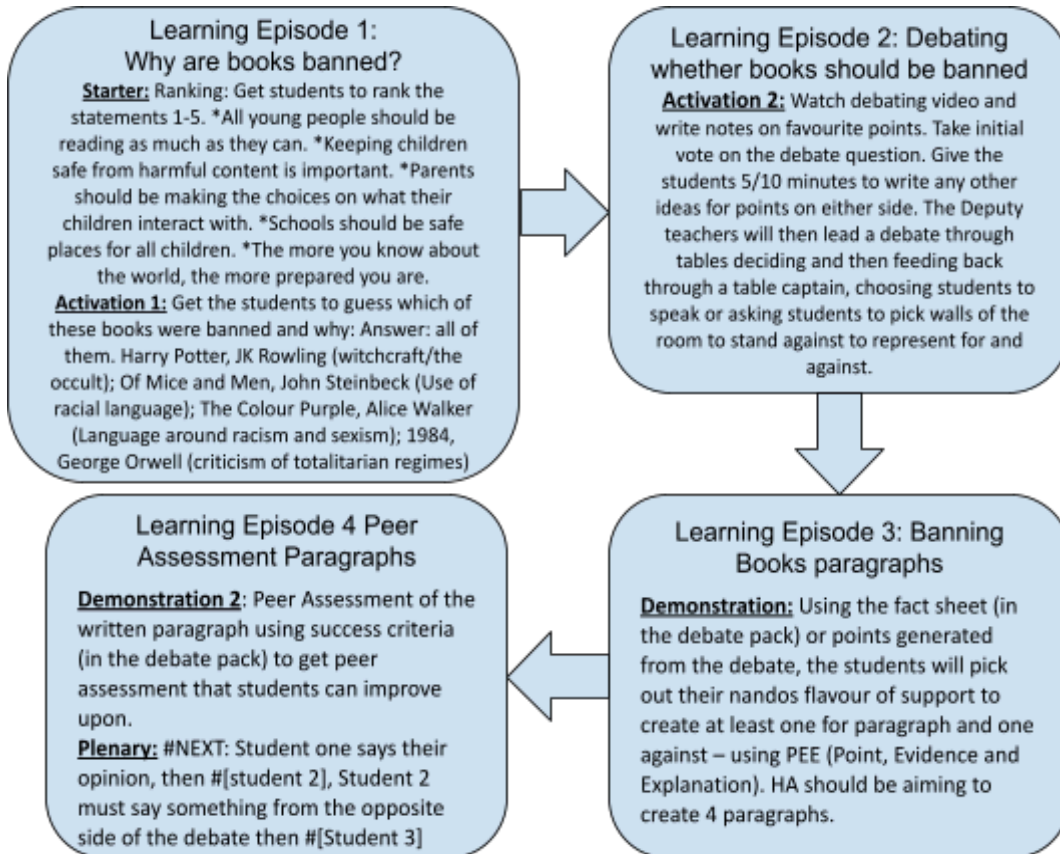 Learning Episode 1:
Why are books banned?
Starter: Ranking: Get students to rank the
statements 1-5. *All young people should be
reading as much as they can. *Keeping children
safe from harmful content is important. *Parents
should be making the choices on what their
children interact with. *Schools should be safe
places for all children. *The more you know about
the world, the more prepared you are.
Activation 1: Get the students to guess which of
these books were banned and why: Answer: all of
them. Harry Potter, JK Rowling (witchcraft/the
occult); Of Mice and Men, John Steinbeck (Use of
racial language); The Colour Purple, Alice Walker
(Language around racism and sexism); 1984,
George Orwell (criticism of totalitarian regimes)
Learning Episode 2: Debating
whether books should be banned
Activation 2: Watch debating video and
write notes on favourite points. Take initial
vote on the debate question. Give the
students 5/10 minutes to write any other
ideas for points on either side. The Deputy
teachers will then lead a debate through
tables deciding and then feeding back
through a table captain, choosing students to
speak or asking students to pick walls of the
room to stand against to represent for and
against.
Learning Episode 3: Banning
Books paragraphs
Demonstration: Using the fact sheet (in
the debate pack) or points generated
from the debate, the students will pick
out their nandos flavour of support to
create at least one for paragraph and one
against – using PEE (Point, Evidence and
Explanation). HA should be aiming to
create 4 paragraphs.
Learning Episode 4 Peer
Assessment Paragraphs
Demonstration 2: Peer Assessment of the
written paragraph using success criteria
(in the debate pack) to get peer
assessment that students can improve
upon.
Plenary: #NEXT: Student one says their
opinion, then #[student 2], Student 2
must say something from the opposite
side of the debate then #[Student 3]